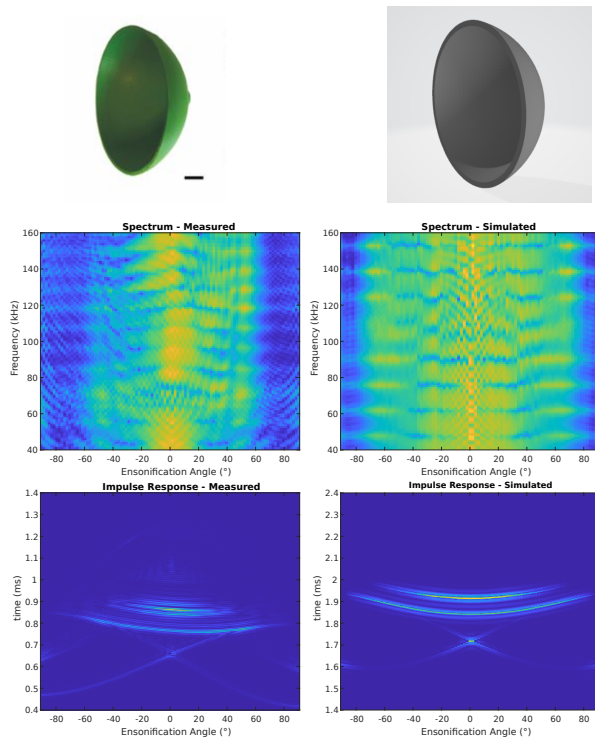 Spectrum - Measured
Spectrum - Simulated
160
140
120
100
80
60
40
Frequency (kHz)
-80 -60 -40 -20 0 20 40 60 80
Ensonification Angle (°)
160
140
120
100
80
60
40
Frequency (kHz)
-80 -60 -40 -20 0 20 40 60 80
Ensonification Angle (°)
Impulse Response - Measured
Impulse Response - Simulated
1.4
1.3
1.2
1.1
1
0.9
0.8
0.7
0.6
0.5
0.4
time (ms)
-80 -60 -40 -20 0 20 40 60 80
Ensonification Angle (°)
2.4
2.3
2.2
2.1
2
1.9
1.8
1.7
1.6
1.5
1.4
time (ms)
-80 -60 -40 -20 0 20 40 60 80
Ensonification Angle (°)